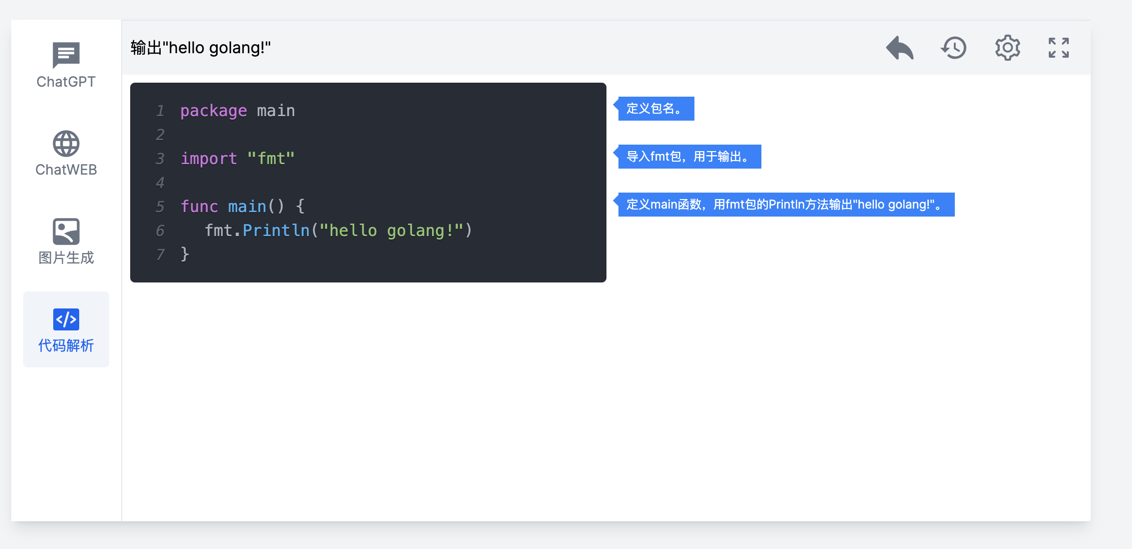 ChatGPT
ChatWEB
图片生成
代码解析
输出"hello golang!"
1 package main
2
3 import "fmt"
4
5 func main() {
6 fmt.Println("hello golang!")
7 }
定义包名。
导入fmt包，用于输出。
定义main函数，用fmt包的Println方法输出"hello golang!"。